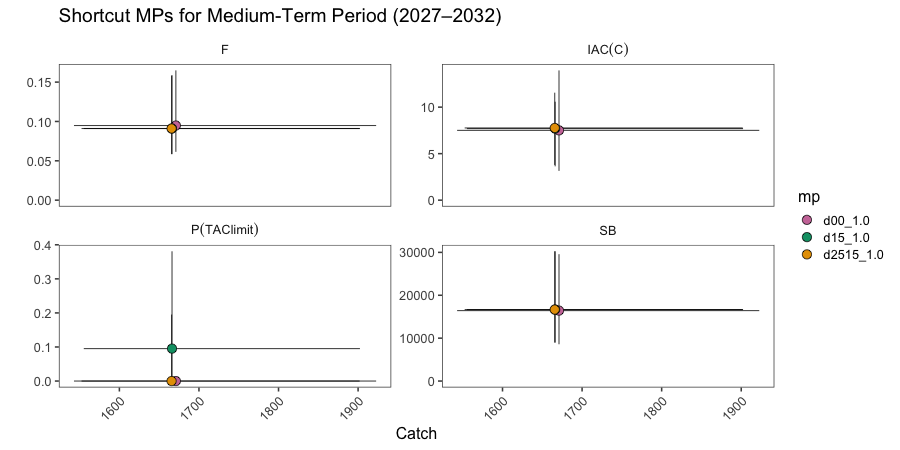 Shortcut MPs for Medium-Term Period (2027–2032)
F
IAC(C)
0.15
0.10
0.05
0.00
10
5
0
P(TAClimit)
SB
0.4
0.3
0.2
0.1
0.0
30000
20000
10000
0
1600
1700
1800
1900
1600
1700
1800
1900
Catch
mp
d00_1.0
d15_1.0
d2515_1.0